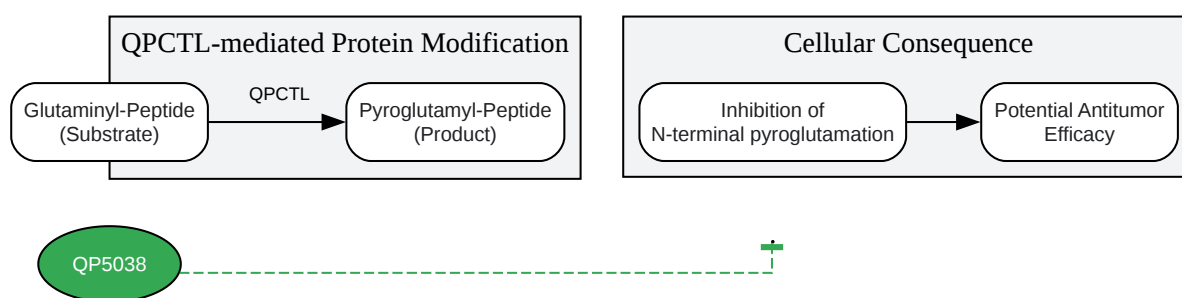 QPCTL-mediated Protein Modification
Glutaminyl-Peptide
(Substrate)
QPCTL
Pyroglutamyl-Peptide
(Product)
Cellular Consequence
Inhibition of
N-terminal pyroglutamation
Potential Antitumor
Efficacy
QP5038